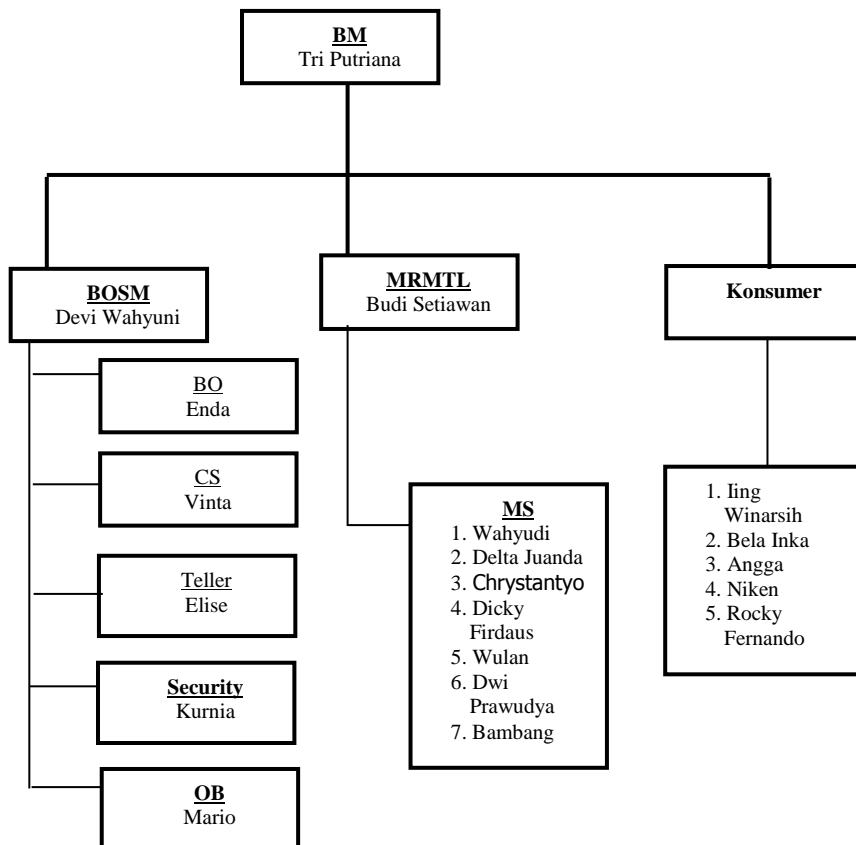 BM
Tri Putriana
BOSM
Devi Wahyuni
MRMTL
Budi Setiawan
Konsumer
BO
Enda
CS
Vinta
Teller
Elise
Security
Kurnia
OB
Mario
MS
1. Wahyudi
2. Delta Juanda
3. Chrystantyo
4. Dicky
Firdaus
5. Wulan
6. Dwi
Prawudya
7. Bambang
1. Iing
Winarsih
2. Bela Inka
3. Angga
4. Niken
5. Rocky
Fernando